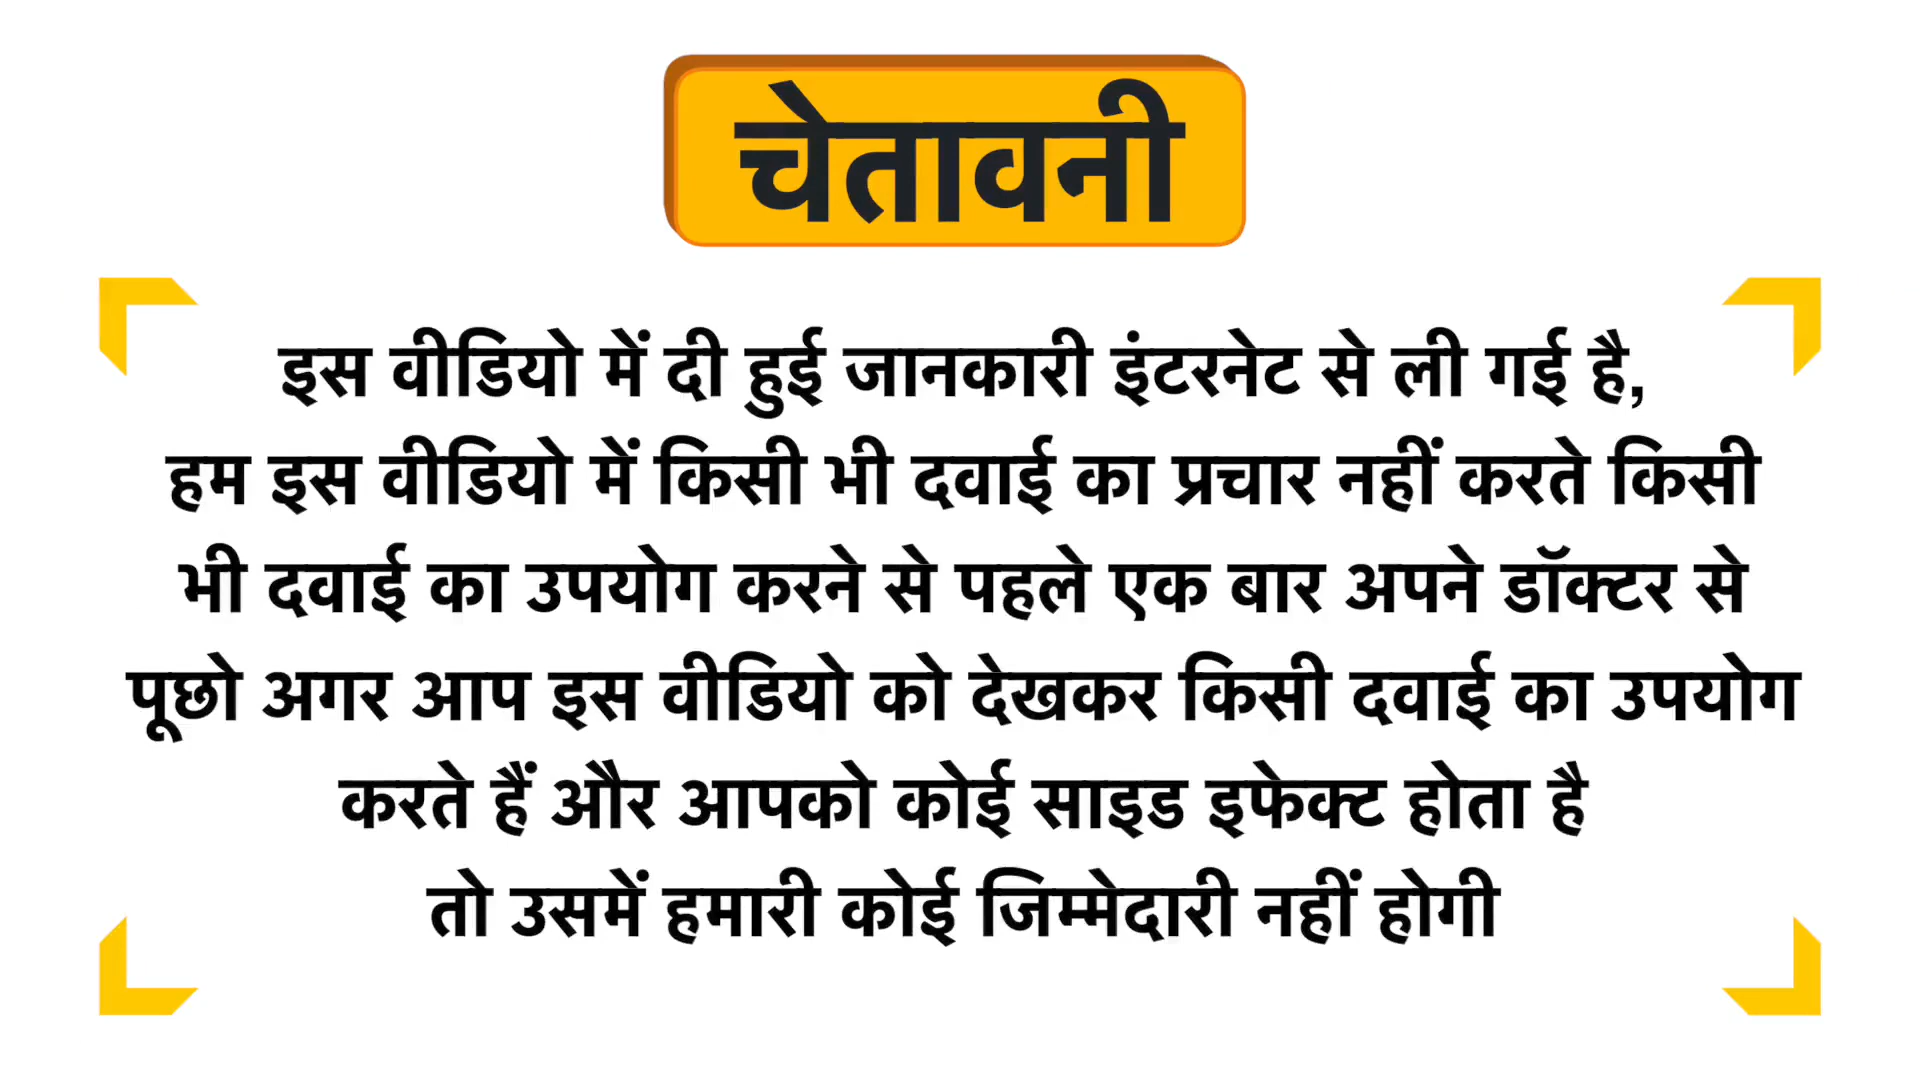 चेतावनी
इस वीडियो में दी हुई जानकारी इंटरनेट से ली गई है,
हम इस वीडियो में किसी भी दवाई का प्रचार नहीं करते किसी
भी दवाई का उपयोग करने से पहले एक बार अपने डॉक्टर से
पूछो अगर आप इस वीडियो को देखकर किसी दवाई का उपयोग
करते हैं और आपको कोई साइड इफेक्ट होता है
तो उसमें हमारी कोई जिम्मेदारी नहीं होगी